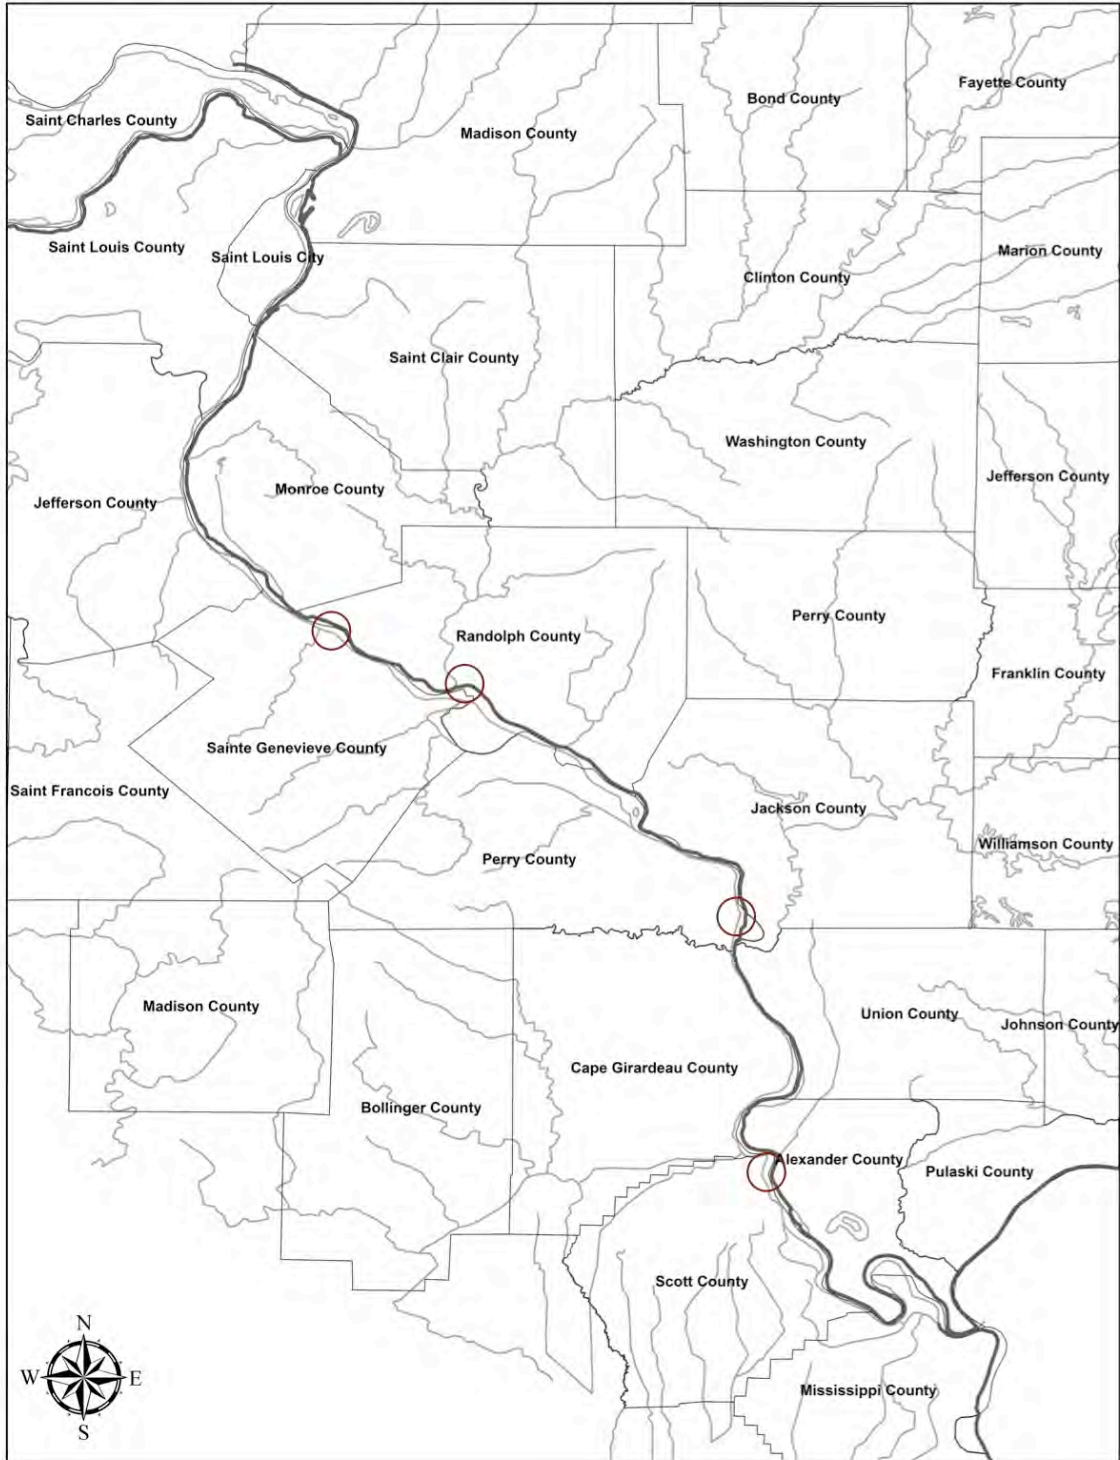 Fayette County
Bond County
Saint Charles County
Madison County
Saint Louis County
Saint Louis City
Marion County
Clinton County
Saint Clair County
Washington County
Jefferson County
Monroe County
Jefferson County
Perry County
Randolph County
Franklin County
Sainte Genevieve County
Saint Francois County
Jackson County
Williamson County
Perry County
Madison County
Union County
Johnson County
Cape Girardeau County
Bollinger County
Alexander County
Pulaski County
Scott County
Mississippi County
N
W E
S